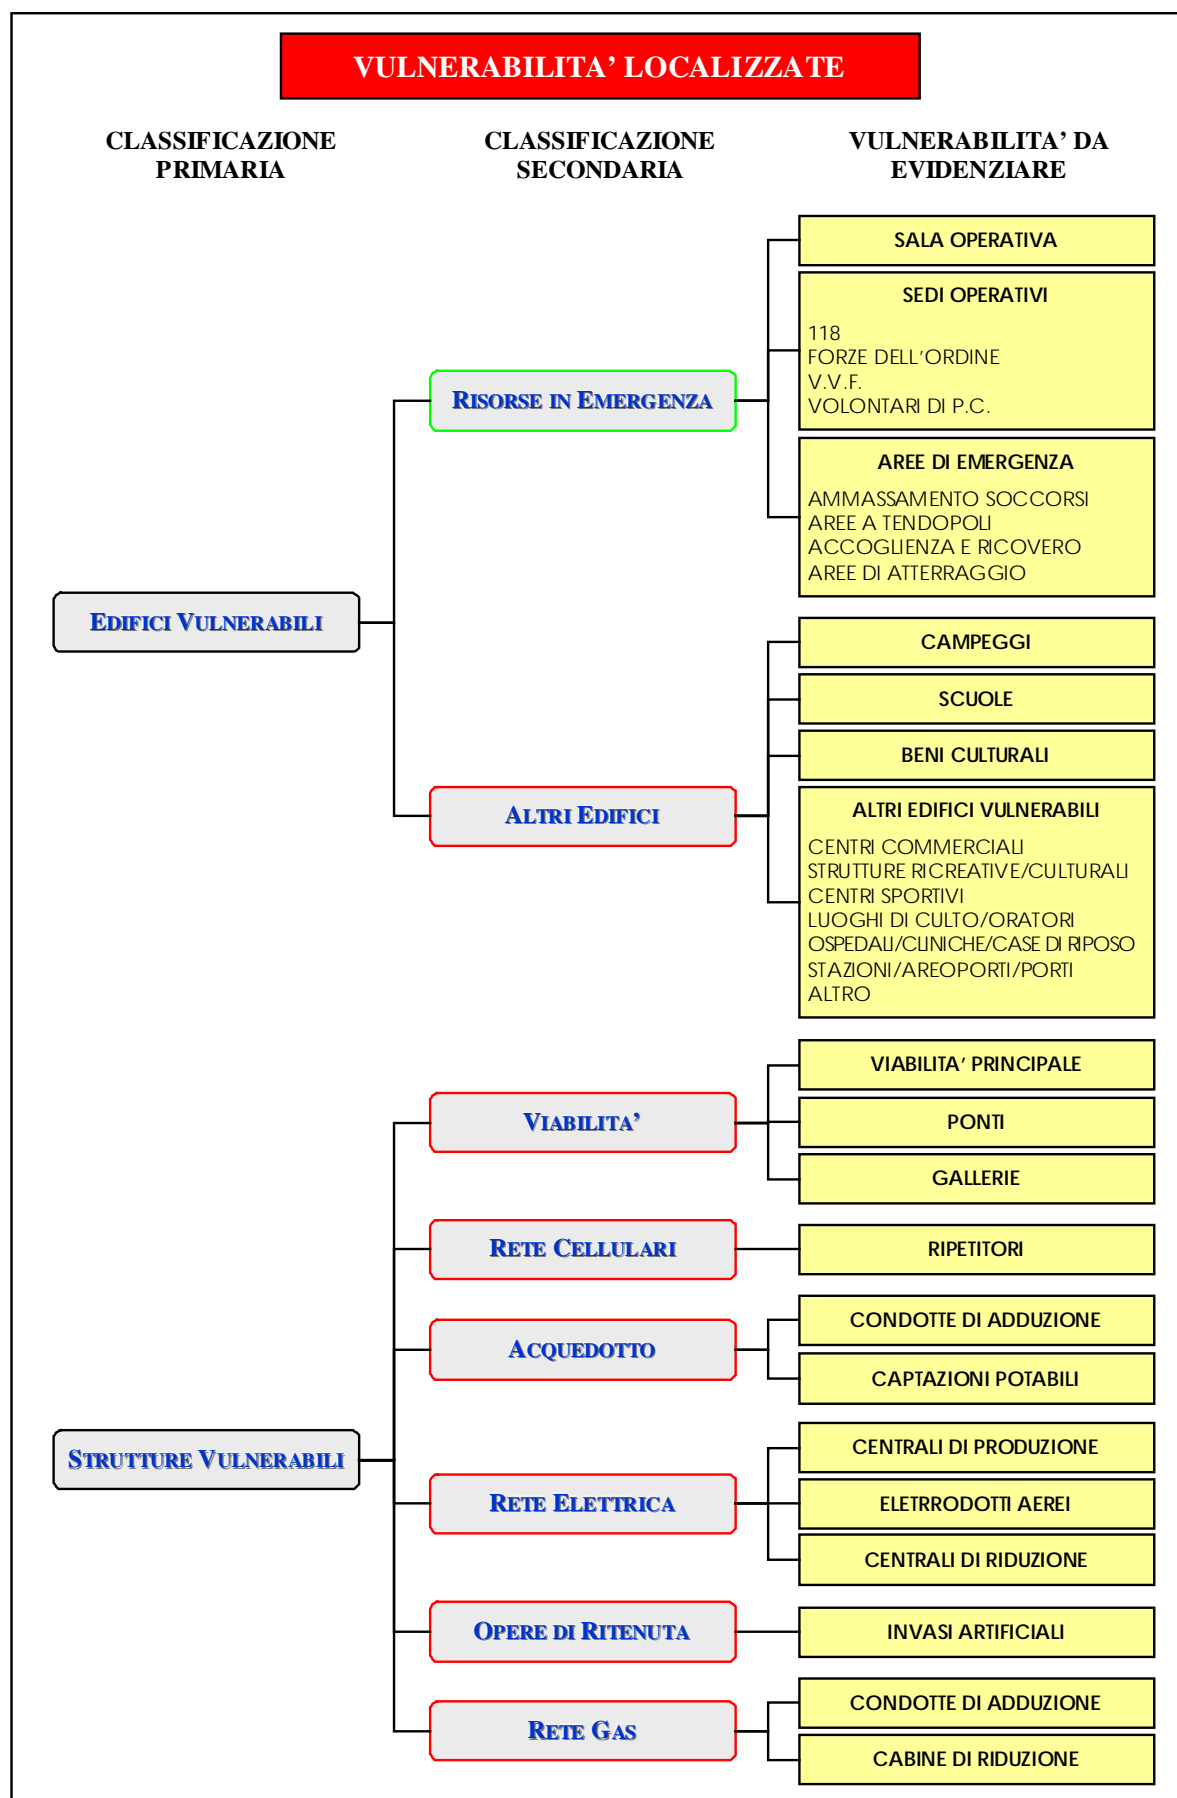 VULNERABILITA’ LOCALIZZATE
CLASSIFICAZIONE
PRIMARIA
CLASSIFICAZIONE
SECONDARIA
VULNERABILITA’ DA
EVIDENZIARE
EDIFICI VULNERABILI
RISORSE IN EMERGENZA
SALA OPERATIVA
SEDI OPERATIVI
118
FORZE DELL’ORDINE
V.V.F.
VOLONTARI DI P.C.
AREE DI EMERGENZA
AMMASSAMENTO SOCCORSI
AREE A TENDOPOLI
ACCOGLIENZA E RICOVERO
AREE DI ATTERRAGGIO
ALTRI EDIFICI
CAMPEGGI
SCUOLE
BENI CULTURALI
ALTRI EDIFICI VULNERABILI
CENTRI COMMERCIALI
STRUTTURE RICREATIVE/CULTURALI
CENTRI SPORTIVI
LUOGHI DI CULTO/ORATORI
OSPEDALI/CLINICHE/CASE DI RIPOSO
STAZIONI/AREOPORTI/PORTI
ALTRO
STRUTTURE VULNERABILI
VIABILITA’
VIABILITA’ PRINCIPALE
PONTI
GALLERIE
RETE CELLULARI
RIPETITORI
ACQUEDOTTO
CONDOTTE DI ADDUZIONE
CAPTAZIONI POTABILI
RETE ELETTRICA
CENTRALI DI PRODUZIONE
ELETRRODOTTI AEREI
CENTRALI DI RIDUZIONE
OPERE DI RITENUTA
INVASI ARTIFICIALI
RETE GAS
CONDOTTE DI ADDUZIONE
CABINE DI RIDUZIONE